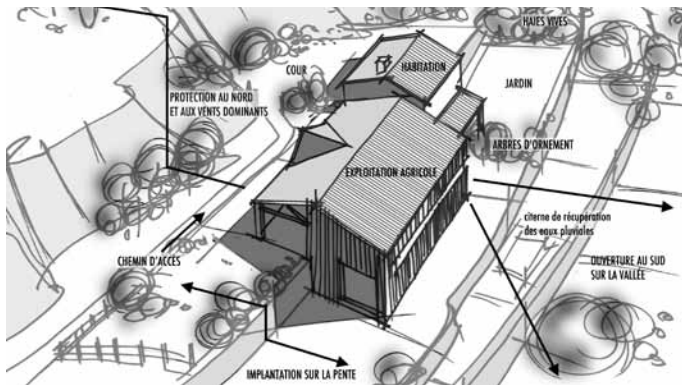 HAIES VIVES
COUR
HABITATION
PROTECTION AU NORD
ET AUX VENTS DOMINANTS
JARDIN
ARBRES D'ORNEMENT
EXPLOITATION AGRICOLE
citerne de récupération
des eaux pluviales
CHEMIN D'ACCÈS
OUVERTURE AU SUD
SUR LA VALLÉE
IMPLANTATION SUR LA PENTE